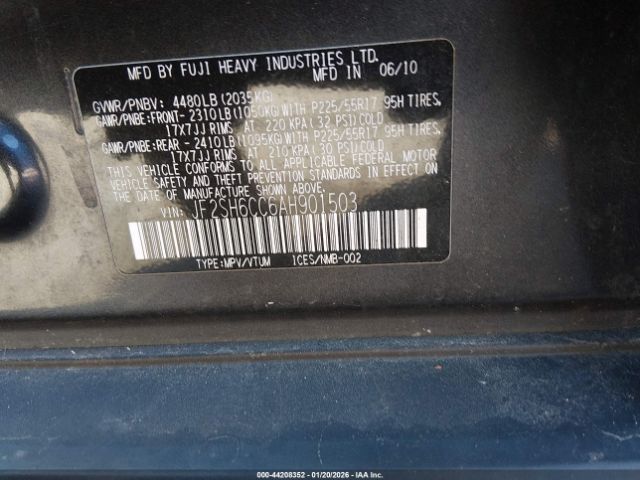 MFD BY FUJI HEAVY INDUSTRIES LTD.
MFD IN 06/10
GVWR/PNBV: 4480LB(2035KG)
GAWR/PNBE:FRONT- 2310LB(1050KG)WITH P225/55R17 95H TIRES,
17X7JJ RIMS AT 220 KPA(32 PSI)COLD
GAWR/PNBE:REAR - 2410LB(1095KG)WITH P225/55R17 95H TIRES,
17X7JJ RIMS AT 210 KPA(30 PSI)COLD
THIS VEHICLE CONFORMS TO ALL APPLICABLE FEDERAL MOTOR
VEHICLE SAFETY AND THEFT PREVENTION STANDARDS IN EFFECT ON
THE DATE OF MANUFACTURE SHOWN ABOVE.
VIN: JF2SH6CC6AH901503
TYPE:MPV/VTUM ICES/NMB-002
© IAA 000-44208352 | 01/20/2026 | IAAI.COM